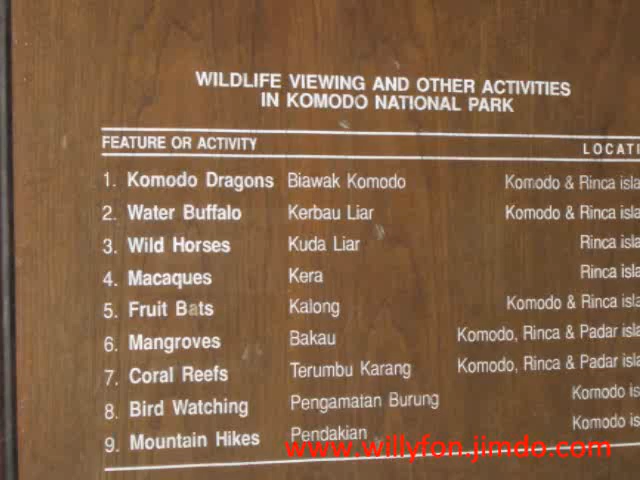 WILDLIFE VIEWING AND OTHER ACTIVITIES
IN KOMODO NATIONAL PARK
FEATURE OR ACTIVITY LOCATI
1. Komodo Dragons Biawak Komodo Komodo & Rinca isla
2. Water Buffalo Kerbau Liar Komodo & Rinca isla
3. Wild Horses Kuda Liar Rinca isla
4. Macaques Kera Rinca isla
5. Fruit Bats Kalong Komodo & Rinca isla
6. Mangroves Bakau Komodo, Rinca & Padar isla
7. Coral Reefs Terumbu Karang Komodo, Rinca & Padar isla
8. Bird Watching Pengamatan Burung Komodo is
9. Mountain Hikes Pendakian Komodo isl
www.willyfon.jimdo.com